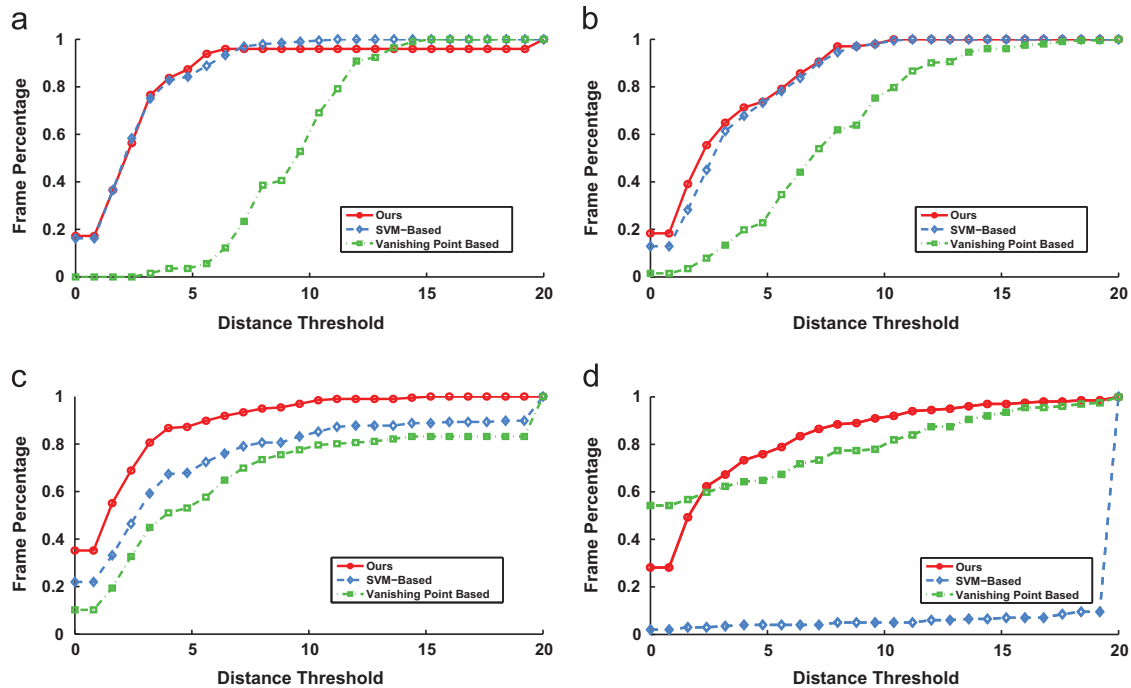 a
1
0.8
0.6
0.4
0.2
0
Frame Percentage
Ours
SVM-Based
Vanishing Point Based
0 5 10 15 20
Distance Threshold
b
1
0.8
0.6
0.4
0.2
0
Frame Percentage
Ours
SVM-Based
Vanishing Point Based
0 5 10 15 20
Distance Threshold
c
1
0.8
0.6
0.4
0.2
0
Frame Percentage
Ours
SVM-Based
Vanishing Point Based
0 5 10 15 20
Distance Threshold
d
1
0.8
0.6
0.4
0.2
0
Frame Percentage
Ours
SVM-Based
Vanishing Point Based
0 5 10 15 20
Distance Threshold